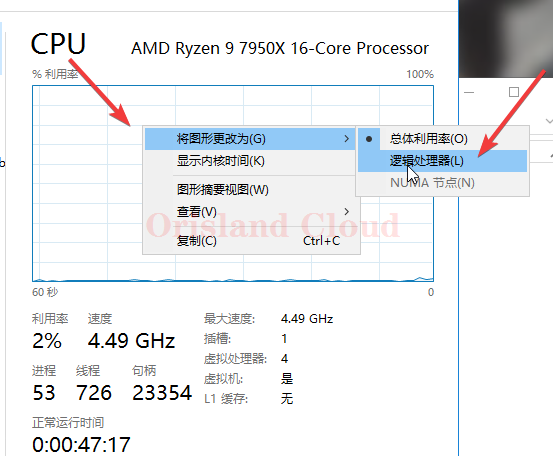 CPU
AMD Ryzen 9 7950X 16-Core Processor
% 利用率
100%
将图形更改为(G)
显示内核时间(K)
图形摘要视图(W)
查看(V)
复制(C) Ctrl+C
总体利用率(O)
逻辑处理器(L)
NUMA 节点(N)
Orisland Cloud
60 秒
0
利用率 速度
2% 4.49 GHz
进程 线程 句柄
53 726 23354
正常运行时间
0:00:47:17
最大速度: 4.49 GHz
插槽: 1
虚拟处理器: 4
虚拟机: 是
L1 缓存: 无
b